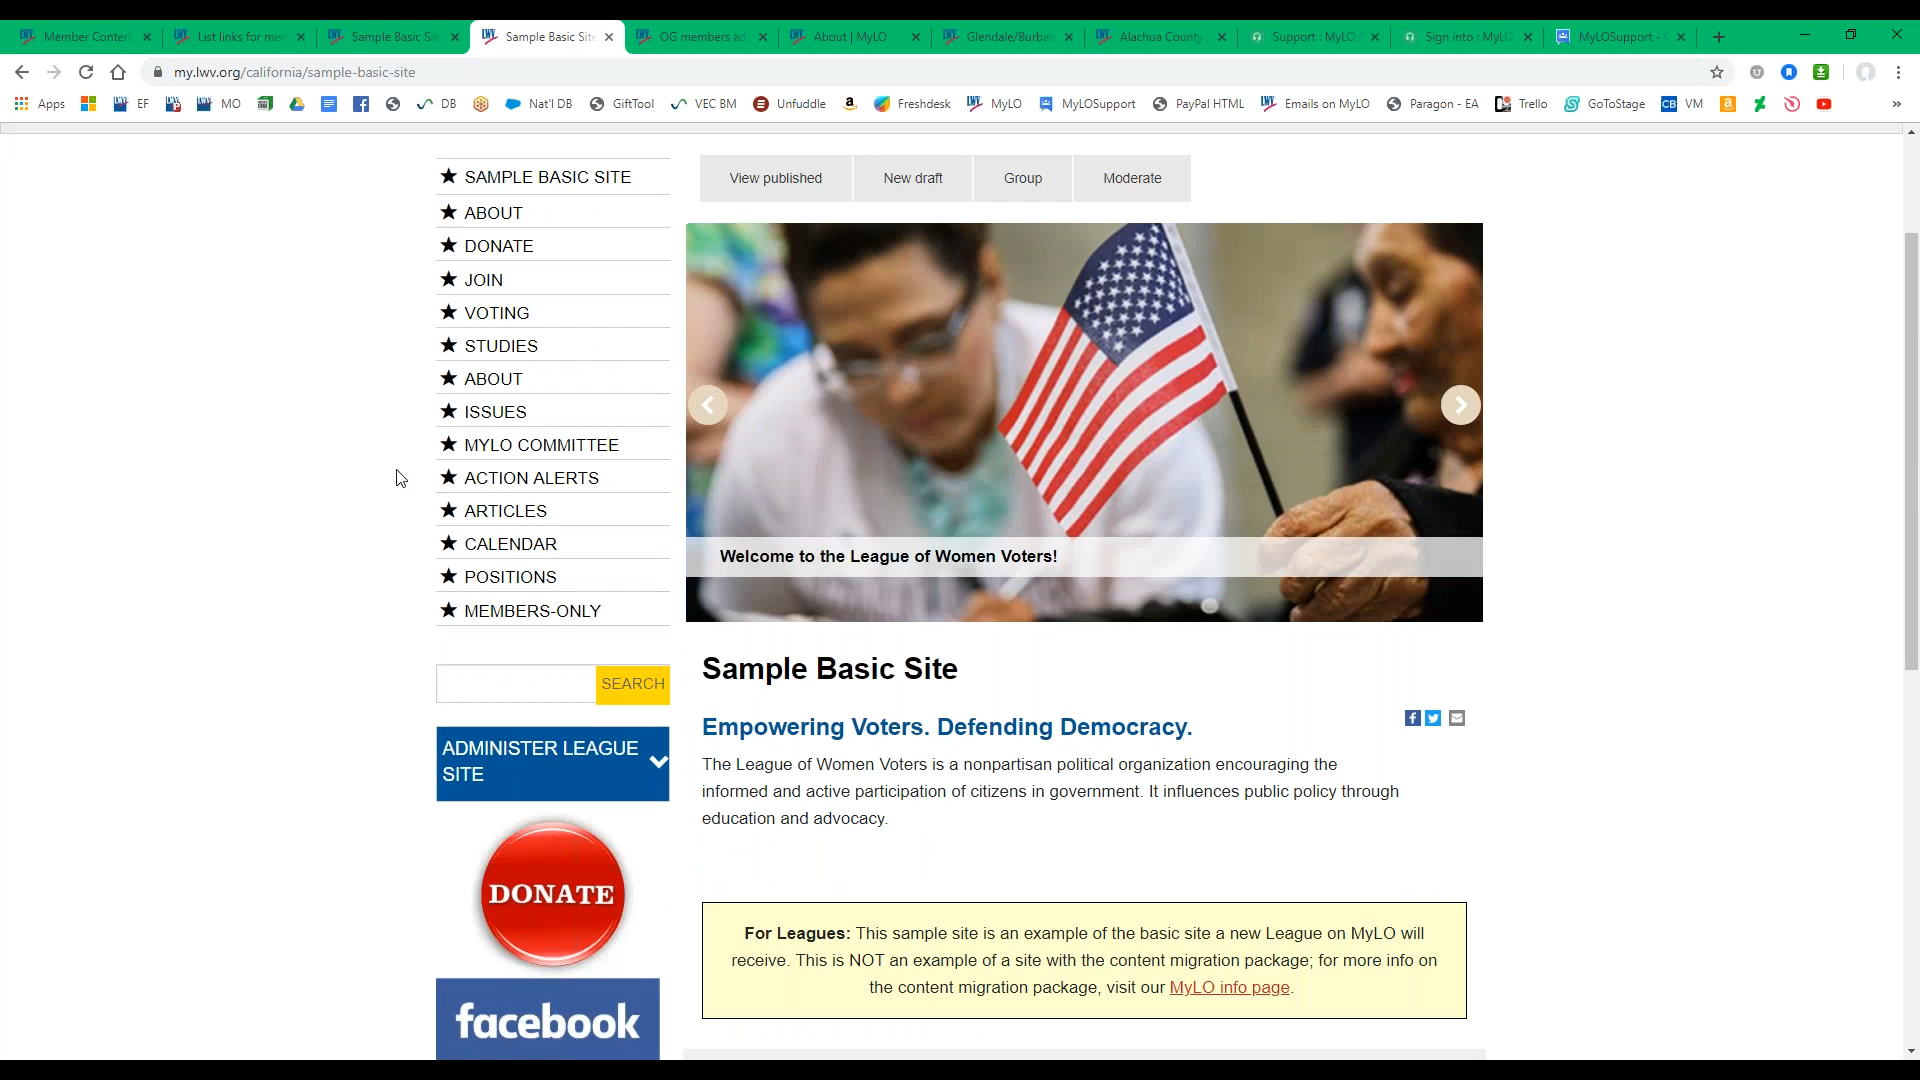 Member Conten
List links for me
Sample Basic Sit
Sample Basic Sit
OG members ad
About | MyLO
Glendale/Burba
Alachua County
Support : MyLO
Sign into : MyLO
MyLOSupport -
my.lwv.org/california/sample-basic-site
Apps
EF
MO
DB
Nat'l DB
GiftTool
VEC BM
Unfuddle
Freshdesk
MyLO
MyLOSupport
PayPal HTML
Emails on MyLO
Paragon - EA
Trello
GoToStage
CB VM
SAMPLE BASIC SITE
ABOUT
DONATE
JOIN
VOTING
STUDIES
ABOUT
ISSUES
MYLO COMMITTEE
ACTION ALERTS
ARTICLES
CALENDAR
POSITIONS
MEMBERS-ONLY
SEARCH
ADMINISTER LEAGUE
SITE
DONATE
facebook
View published
New draft
Group
Moderate
Welcome to the League of Women Voters!
Sample Basic Site
Empowering Voters. Defending Democracy.
The League of Women Voters is a nonpartisan political organization encouraging the
informed and active participation of citizens in government. It influences public policy through
education and advocacy.
For Leagues: This sample site is an example of the basic site a new League on MyLO will
receive. This is NOT an example of a site with the content migration package; for more info on
the content migration package, visit our MyLO info page.